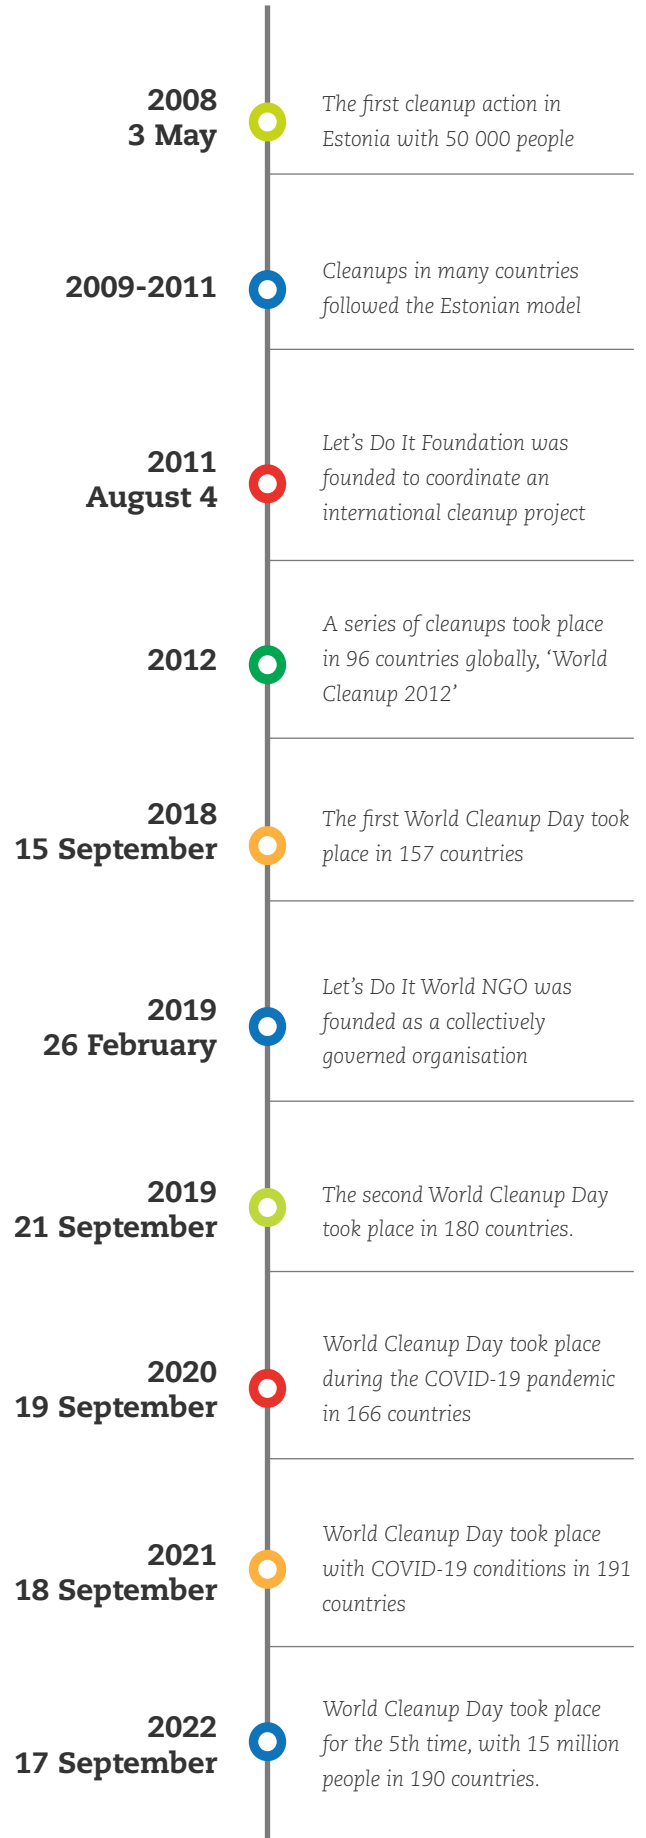 2008
3 May
The first cleanup action in
Estonia with 50 000 people
2009-2011
Cleanups in many countries
followed the Estonian model
2011
August 4
Let’s Do It Foundation was
founded to coordinate an
international cleanup project
2012
A series of cleanups took place
in 96 countries globally, ‘World
Cleanup 2012’
2018
15 September
The first World Cleanup Day took
place in 157 countries
2019
26 February
Let’s Do It World NGO was
founded as a collectively
governed organisation
2019
21 September
The second World Cleanup Day
took place in 180 countries.
2020
19 September
World Cleanup Day took place
during the COVID-19 pandemic
in 166 countries
2021
18 September
World Cleanup Day took place
with COVID-19 conditions in 191
countries
2022
17 September
World Cleanup Day took place
for the 5th time, with 15 million
people in 190 countries.